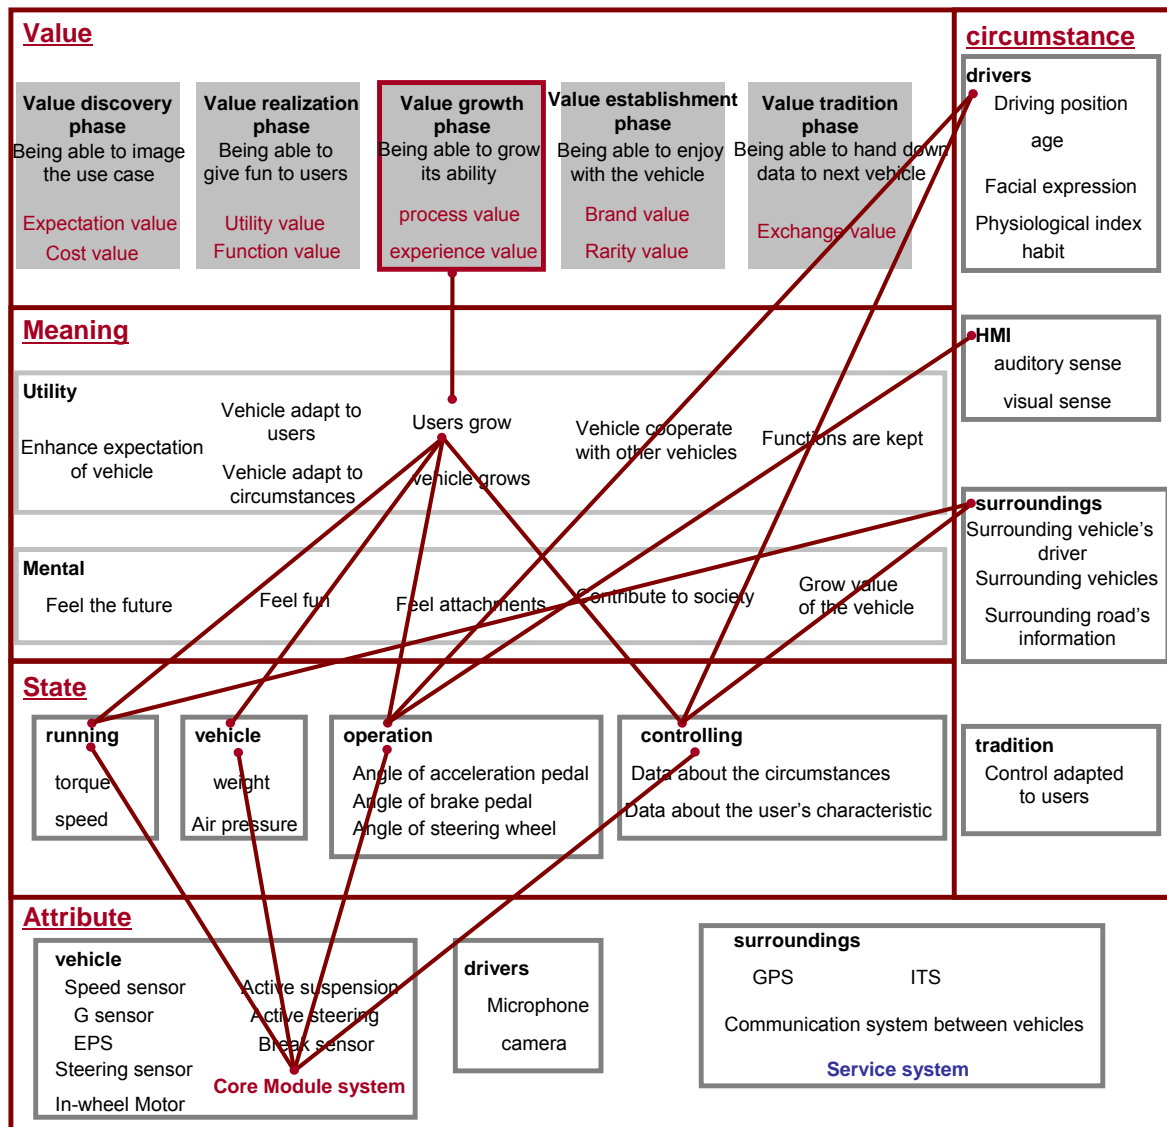 Value
Value discovery
phase
Being able to image
the use case
Expectation value
Cost value
Value realization
phase
Being able to
give fun to users
Utility value
Function value
Value growth
phase
Being able to grow
its ability
process value
experience value
Value establishment
phase
Being able to enjoy
with the vehicle
Brand value
Rarity value
Value tradition
phase
Being able to hand down
data to next vehicle
Exchange value
circumstance
drivers
Driving position
age
Facial expression
Physiological index
habit
HMI
auditory sense
visual sense
surroundings
Surrounding vehicle's
driver
Surrounding vehicles
Surrounding road's
information
tradition
Control adapted
to users
Meaning
Utility
Enhance expectation
of vehicle
Vehicle adapt to
users
Vehicle adapt to
circumstances
Users grow
vehicle grows
Vehicle cooperate
with other vehicles
Functions are kept
Mental
Feel the future
Feel fun
Feel attachments
Contribute to society
Grow value
of the vehicle
State
running
torque
speed
vehicle
weight
Air pressure
operation
Angle of acceleration pedal
Angle of brake pedal
Angle of steering wheel
controlling
Data about the circumstances
Data about the user's characteristic
Attribute
vehicle
Speed sensor
G sensor
EPS
Steering sensor
In-wheel Motor
Active suspension
Active steering
Break sensor
Core Module system
drivers
Microphone
camera
surroundings
GPS
ITS
Communication system between vehicles
Service system